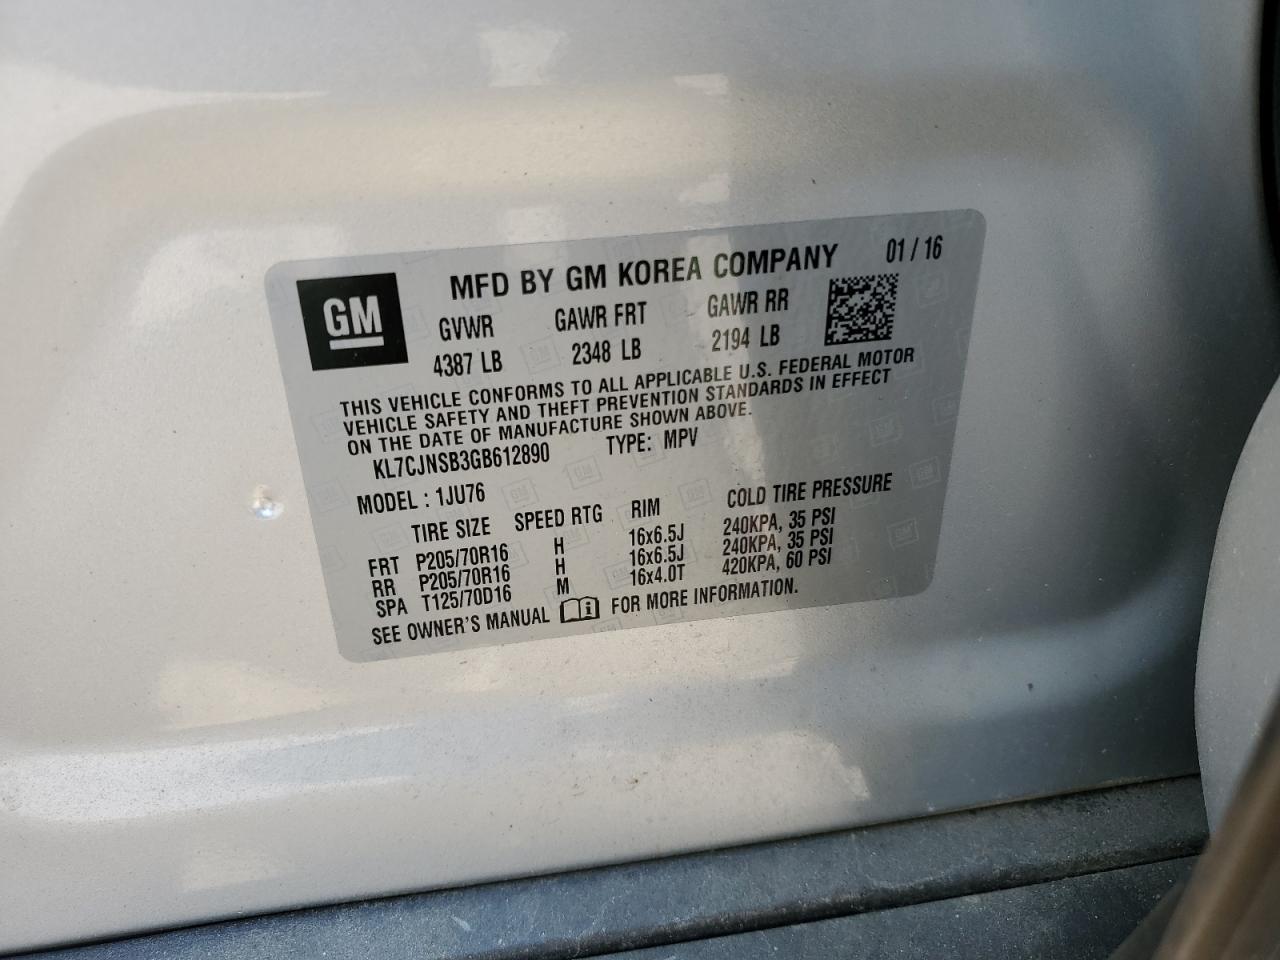 GM
MFD BY GM KOREA COMPANY 01 / 16
GVWR GAWR FRT GAWR RR
4387 LB 2348 LB 2194 LB
THIS VEHICLE CONFORMS TO ALL APPLICABLE U.S. FEDERAL MOTOR
VEHICLE SAFETY AND THEFT PREVENTION STANDARDS IN EFFECT
ON THE DATE OF MANUFACTURE SHOWN ABOVE.
KL7CJNSB3GB612890 TYPE: MPV
MODEL : 1JU76
TIRE SIZE SPEED RTG RIM COLD TIRE PRESSURE
FRT P205/70R16 H 16x6.5J 240KPA, 35 PSI
RR P205/70R16 H 16x6.5J 240KPA, 35 PSI
SPA T125/70D16 M 16x4.0T 420KPA, 60 PSI
SEE OWNER'S MANUAL FOR MORE INFORMATION.